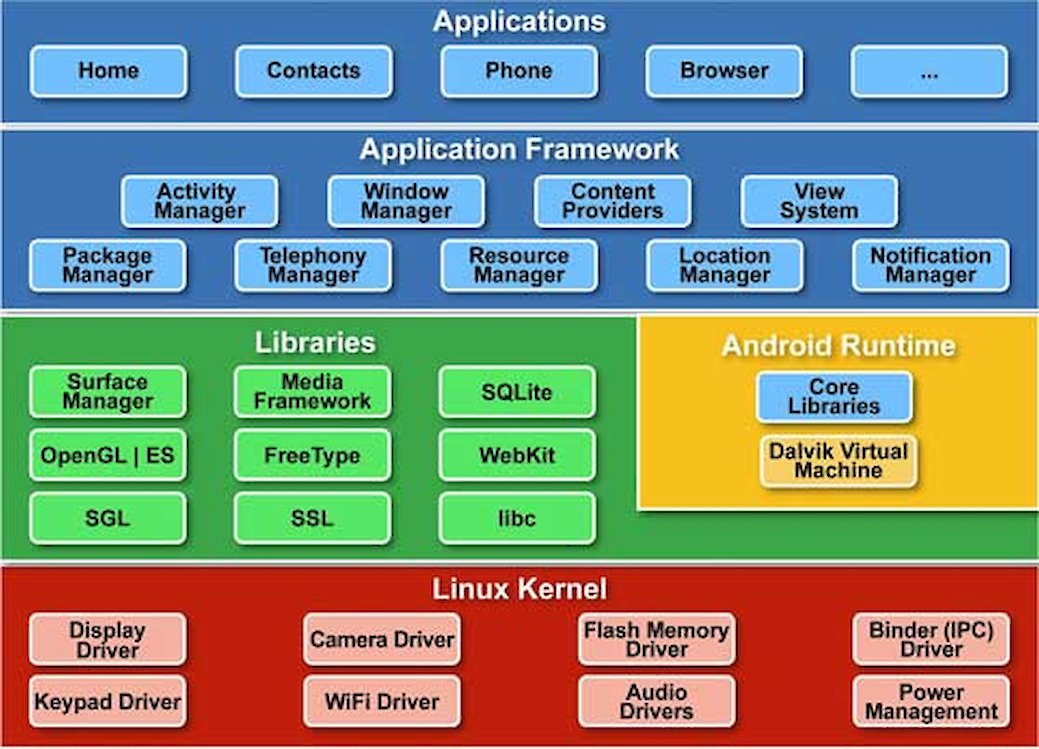 Applications
Home
Contacts
Phone
Browser
...
Application Framework
Activity
Manager
Window
Manager
Content
Providers
View
System
Package
Manager
Telephony
Manager
Resource
Manager
Location
Manager
Notification
Manager
Libraries
Surface
Manager
Media
Framework
SQLite
OpenGL | ES
FreeType
WebKit
SGL
SSL
libc
Android Runtime
Core
Libraries
Dalvik Virtual
Machine
Linux Kernel
Display
Driver
Camera Driver
Flash Memory
Driver
Binder (IPC)
Driver
Keypad Driver
WiFi Driver
Audio
Drivers
Power
Management